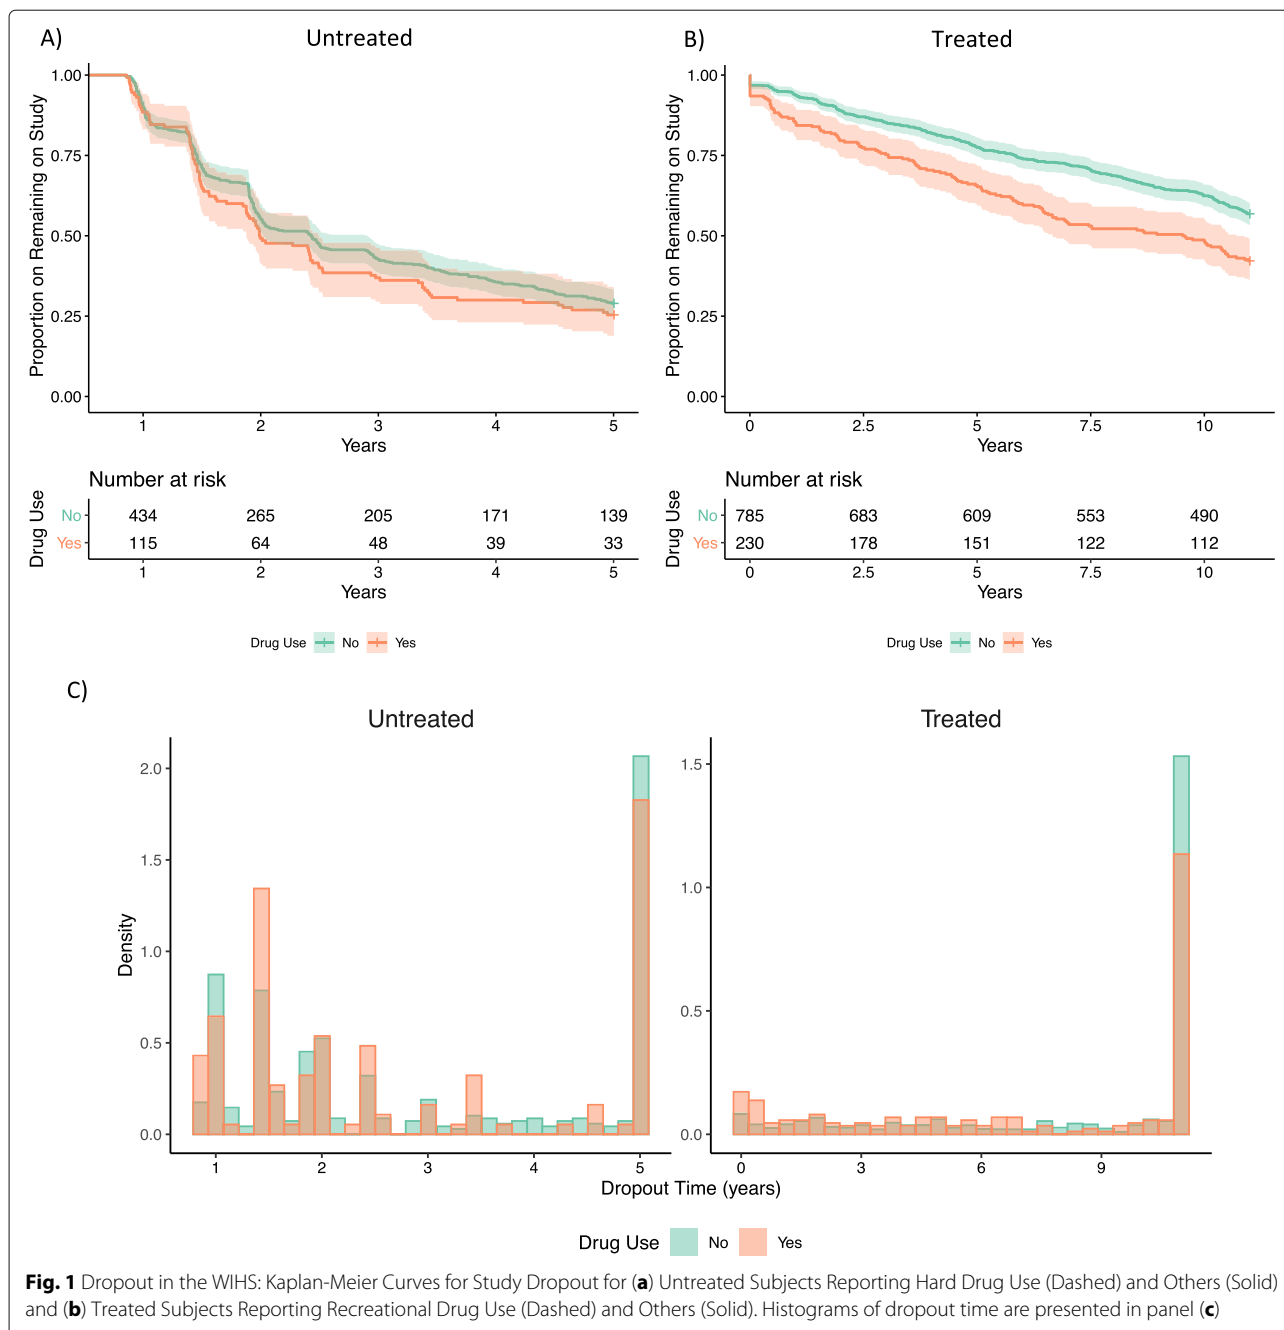 A)
Untreated
Proportion on Remaining on Study
1.00
0.75
0.50
0.25
0.00
1 2 3 4 5
Years
Number at risk
Drug Use
No 434 265 205 171 139
Yes 115 64 48 39 33
1 2 3 4 5
Years
Drug Use No Yes
B)
Treated
Proportion on Remaining on Study
1.00
0.75
0.50
0.25
0.00
0 2.5 5 7.5 10
Years
Number at risk
Drug Use
No 785 683 609 553 490
Yes 230 178 151 122 112
0 2.5 5 7.5 10
Years
Drug Use No Yes
C)
Untreated
Density
2.0
1.5
1.0
0.5
0.0
1 2 3 4 5
Treated
1.5
1.0
0.5
0.0
0 3 6 9
Dropout Time (years)
Drug Use No Yes
Fig. 1 Dropout in the WIHS: Kaplan-Meier Curves for Study Dropout for (a) Untreated Subjects Reporting Hard Drug Use (Dashed) and Others (Solid)
and (b) Treated Subjects Reporting Recreational Drug Use (Dashed) and Others (Solid). Histograms of dropout time are presented in panel (c)